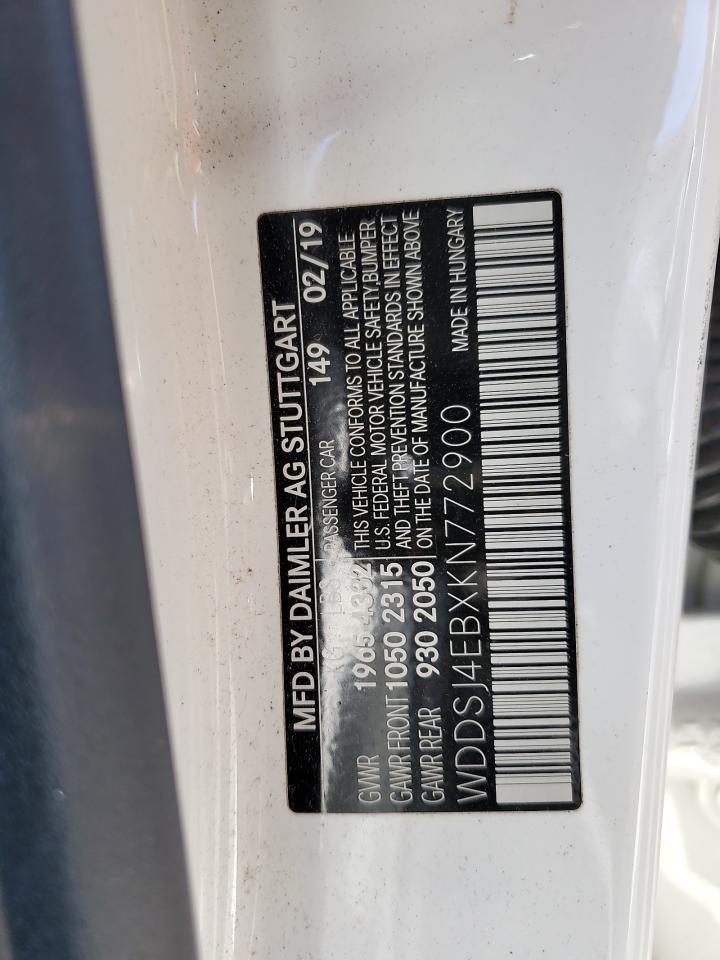 MFD BY DAIMLER AG STUTTGART
149 02/19
KG LBS PASSENGER CAR
GVWR 1965 4332 THIS VEHICLE CONFORMS TO ALL APPLICABLE
GAWR FRONT 1050 2315 U.S. FEDERAL MOTOR VEHICLE SAFETY BUMPER
GAWR REAR 930 2050 AND THEFT PREVENTION STANDARDS IN EFFECT
ON THE DATE OF MANUFACTURE SHOWN ABOVE
WDDSJ4EBXKN772900 MADE IN HUNGARY